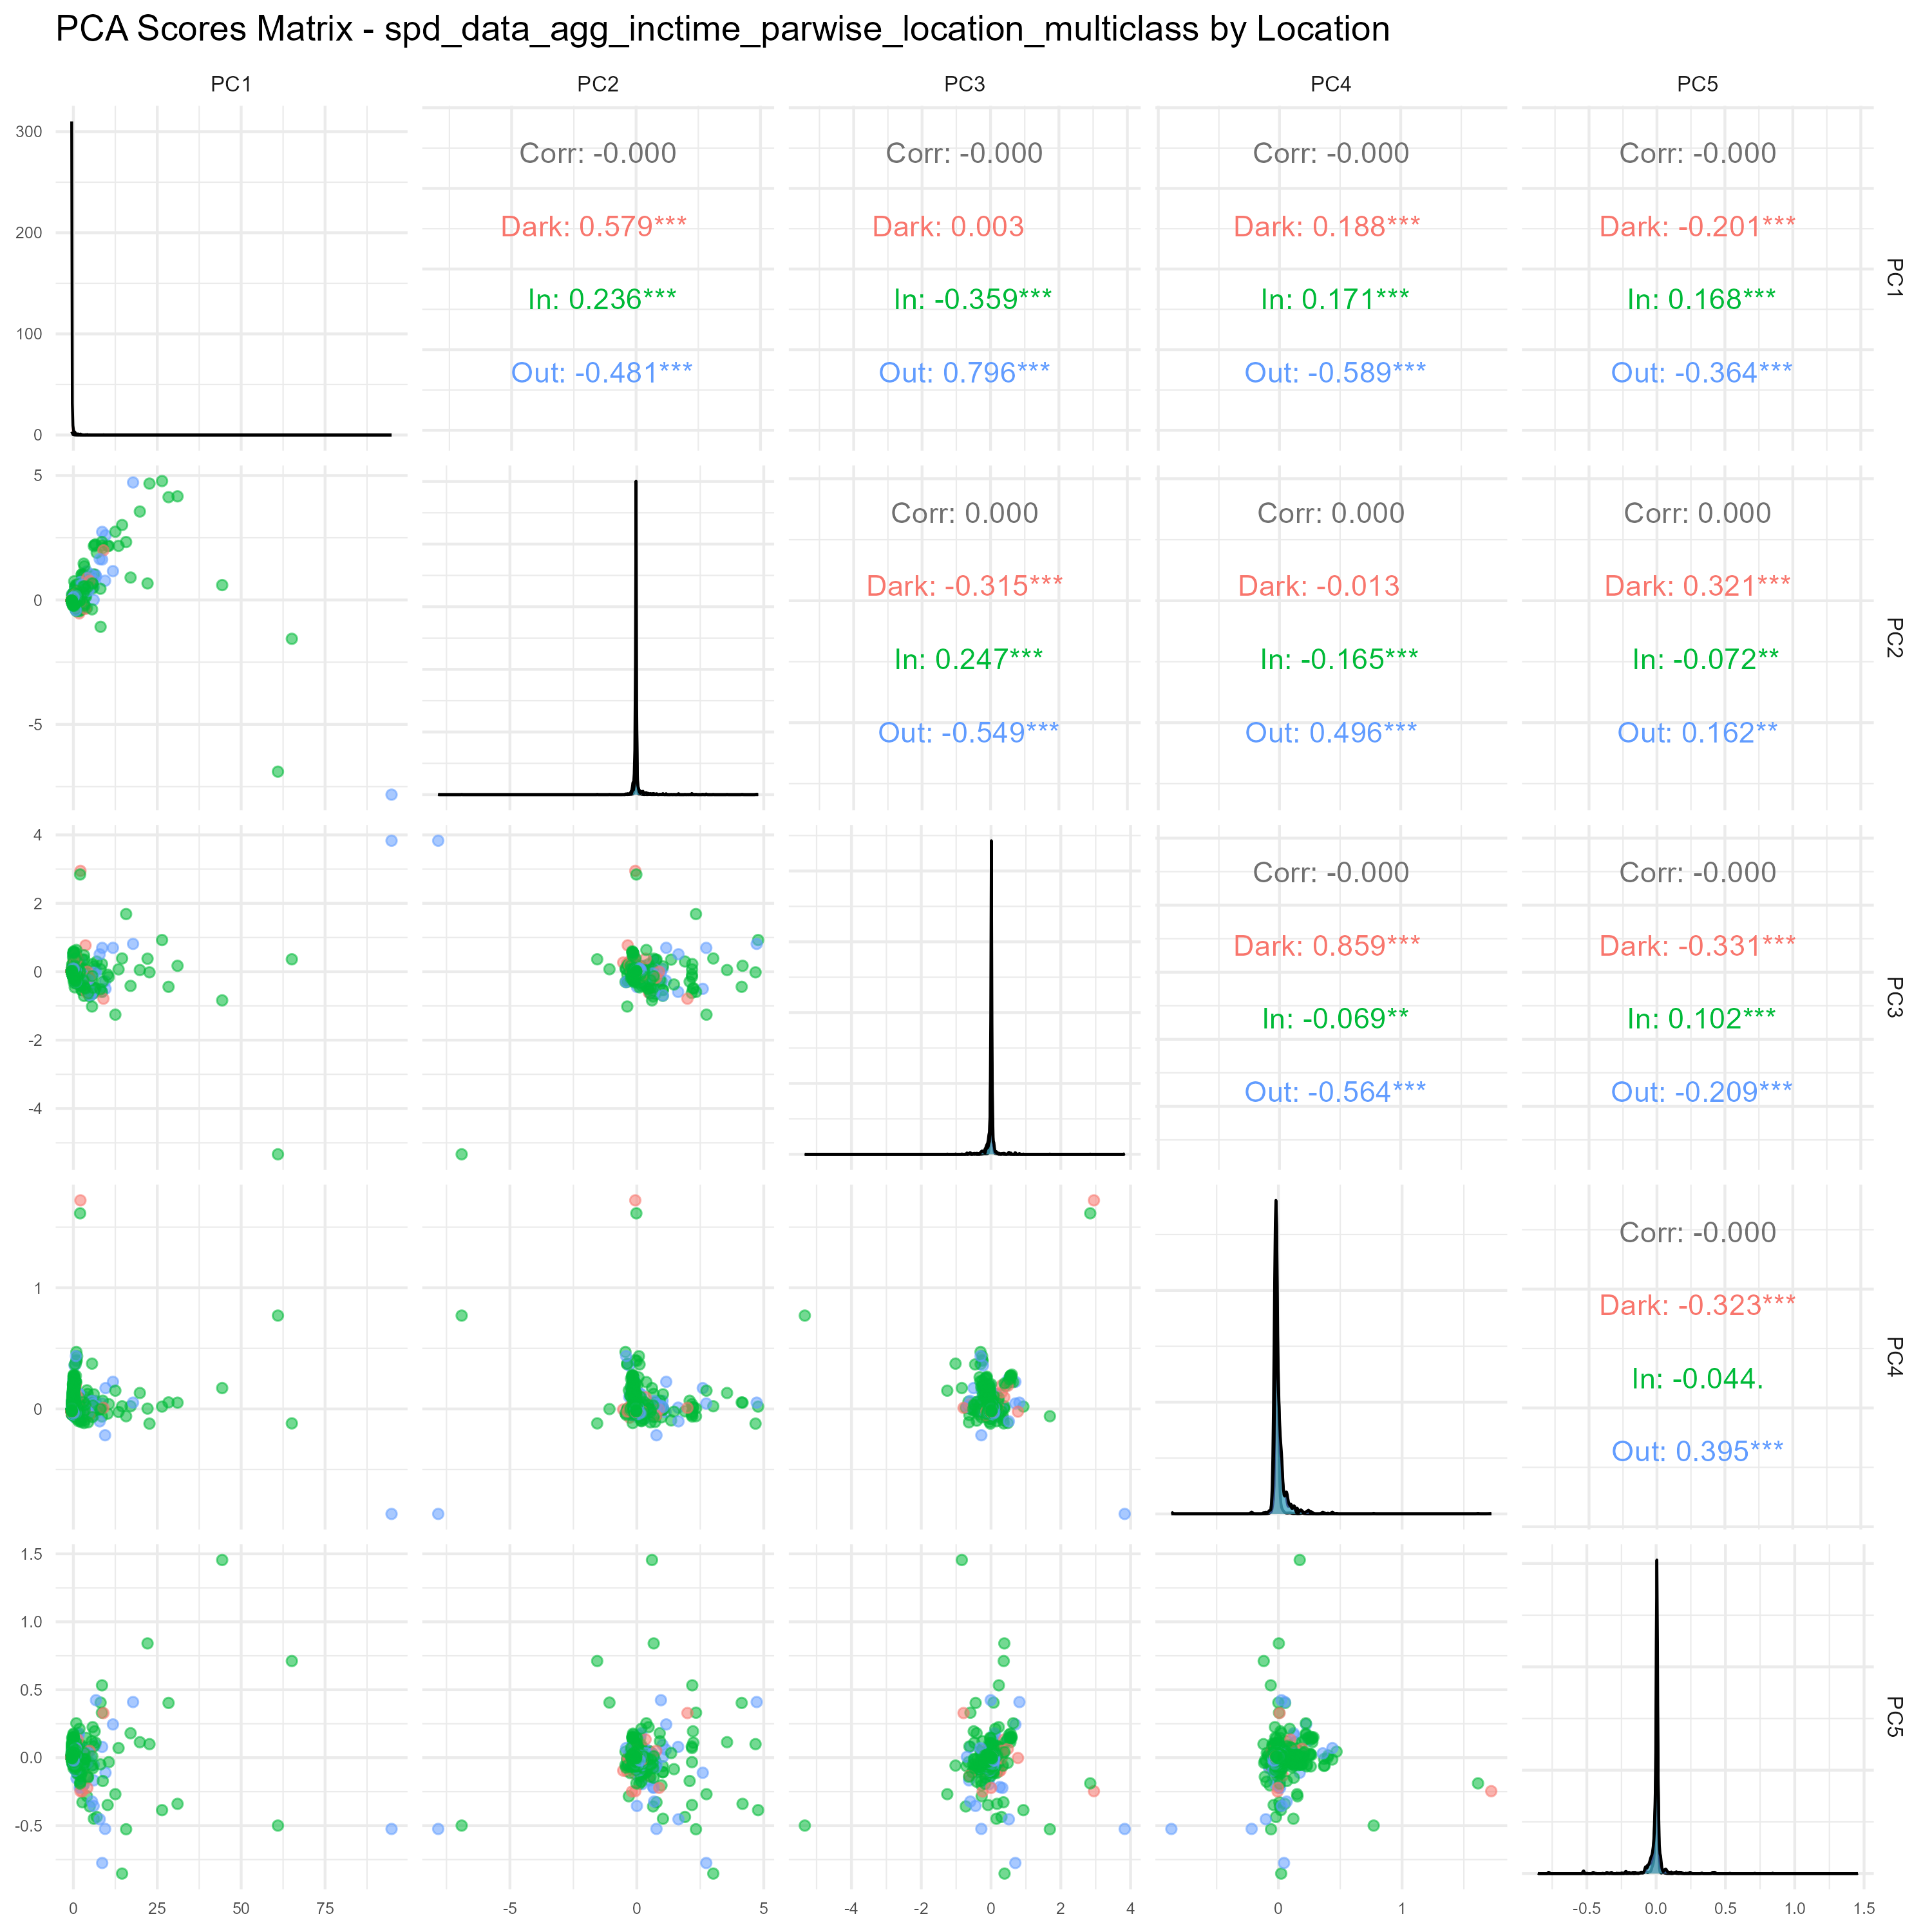 PCA Scores Matrix - spd_data_agg_inctime_parwise_location_multiclass by Location
PC1 PC2 PC3 PC4 PC5
300
200
100
0
Corr: -0.000
Dark: 0.579***
In: 0.236***
Out: -0.481***
Corr: -0.000
Dark: 0.003
In: -0.359***
Out: 0.796***
Corr: -0.000
Dark: 0.188***
In: 0.171***
Out: -0.589***
Corr: -0.000
Dark: -0.201***
In: 0.168***
Out: -0.364***
PC1
5
0
-5
Corr: 0.000
Dark: -0.315***
In: 0.247***
Out: -0.549***
Corr: 0.000
Dark: -0.013
In: -0.165***
Out: 0.496***
Corr: 0.000
Dark: 0.321***
In: -0.072**
Out: 0.162**
PC2
4
2
0
-2
-4
Corr: -0.000
Dark: 0.859***
In: -0.069**
Out: -0.564***
Corr: -0.000
Dark: -0.331***
In: 0.102***
Out: -0.209***
PC3
1
0
Corr: -0.000
Dark: -0.323***
In: -0.044.
Out: 0.395***
PC4
1.5
1.0
0.5
0.0
-0.5
PC5
0 25 50 75
-5 0 5
-4 -2 0 2 4
0 1
-0.5 0.0 0.5 1.0 1.5